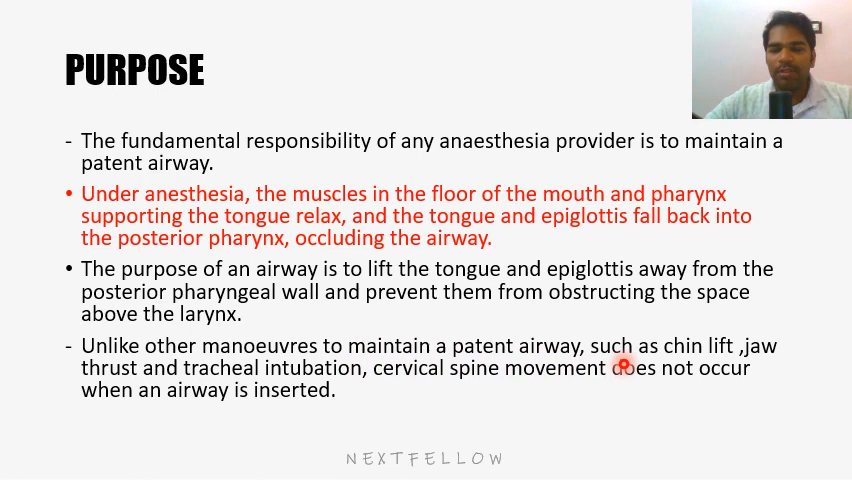 PURPOSE
- The fundamental responsibility of any anaesthesia provider is to maintain a
patent airway.
• Under anesthesia, the muscles in the floor of the mouth and pharynx
supporting the tongue relax, and the tongue and epiglottis fall back into
the posterior pharynx, occluding the airway.
• The purpose of an airway is to lift the tongue and epiglottis away from the
posterior pharyngeal wall and prevent them from obstructing the space
above the larynx.
- Unlike other manoeuvres to maintain a patent airway, such as chin lift ,jaw
thrust and tracheal intubation, cervical spine movement does not occur
when an airway is inserted.
NEXTFELLOW